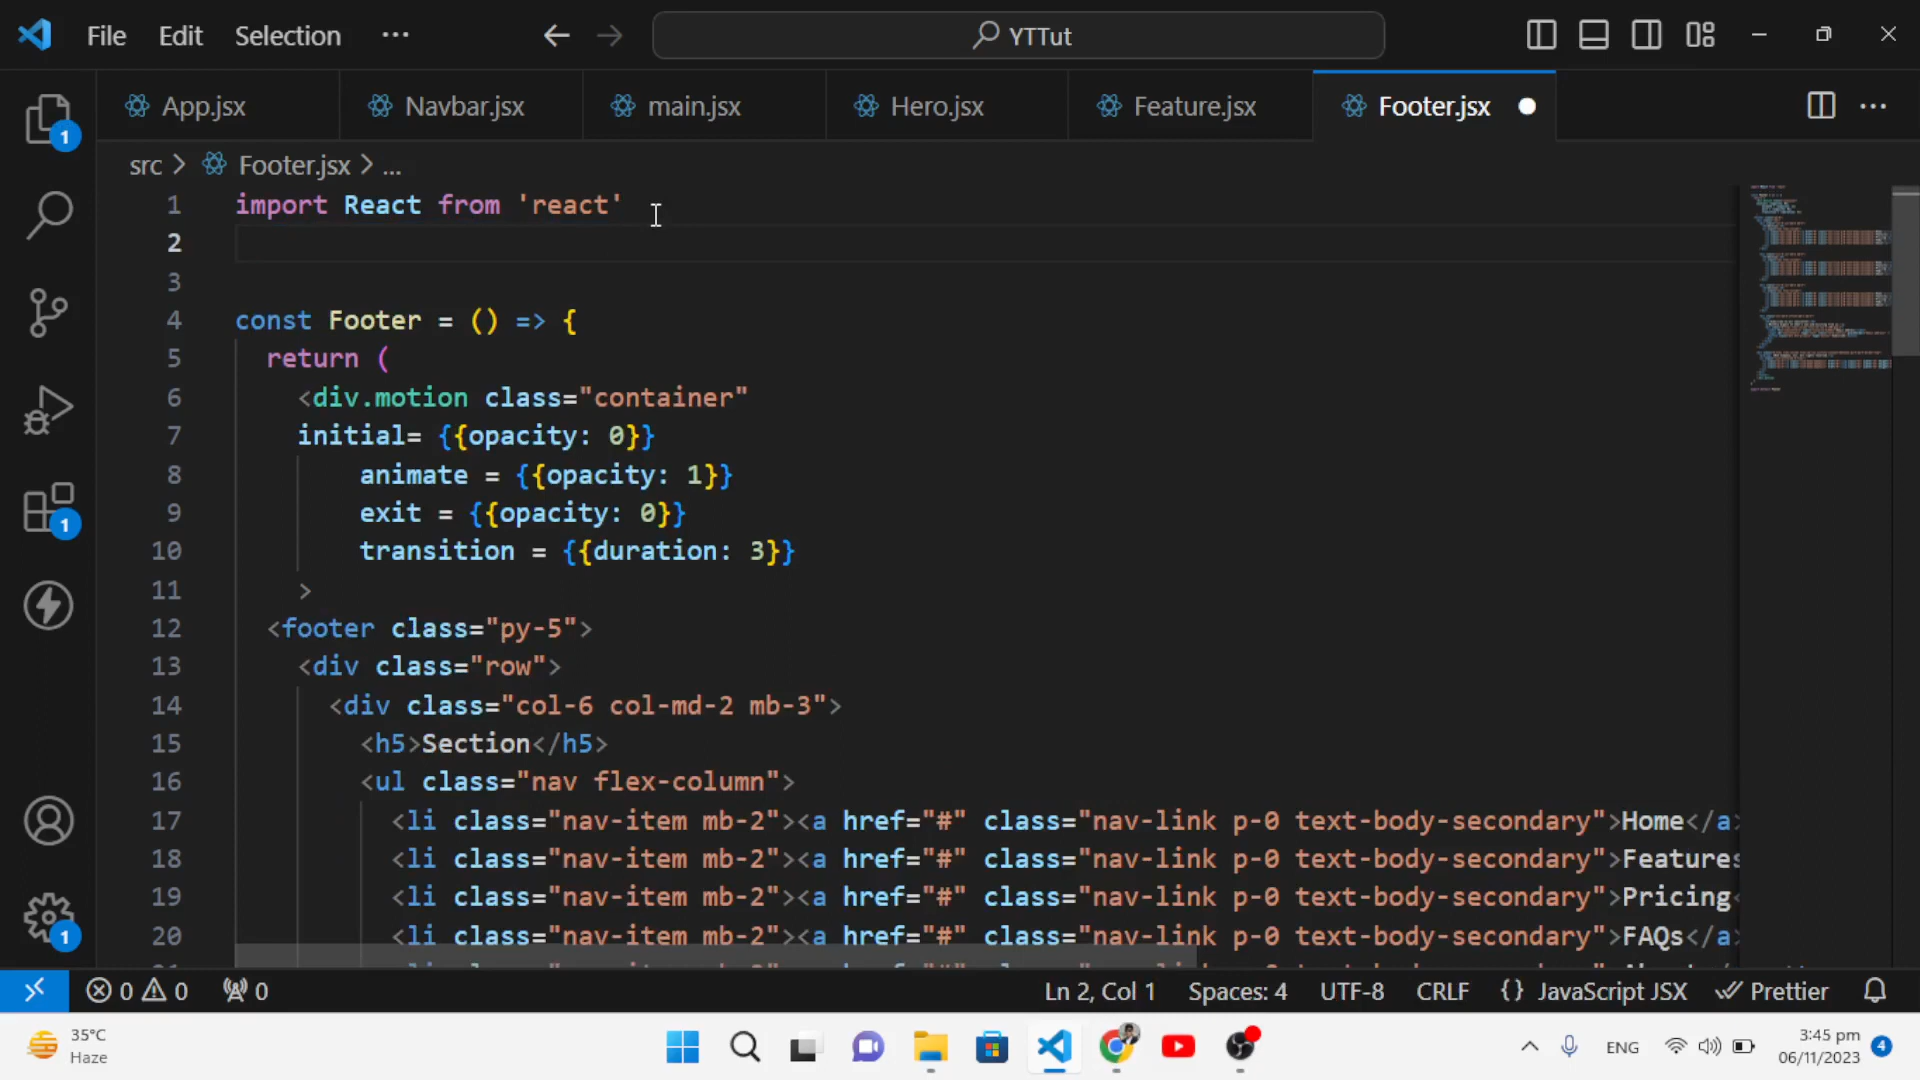 File Edit Selection ··· YTTut
App.jsx Navbar.jsx main.jsx Hero.jsx Feature.jsx Footer.jsx
src > Footer.jsx > ...
1 import React from 'react'
2
3
4 const Footer = () => {
5 return (
6 <div.motion class="container"
7 initial= {{opacity: 0}}
8 animate = {{opacity: 1}}
9 exit = {{opacity: 0}}
10 transition = {{duration: 3}}
11 >
12 <footer class="py-5">
13 <div class="row">
14 <div class="col-6 col-md-2 mb-3">
15 <h5>Section</h5>
16 <ul class="nav flex-column">
17 <li class="nav-item mb-2"><a href="#" class="nav-link p-0 text-body-secondary">Home</a>
18 <li class="nav-item mb-2"><a href="#" class="nav-link p-0 text-body-secondary">Features
19 <li class="nav-item mb-2"><a href="#" class="nav-link p-0 text-body-secondary">Pricing<
20 <li class="nav-item mb-2"><a href="#" class="nav-link p-0 text-body-secondary">FAQs</a>
1
1
1
0 0 0 Ln 2, Col 1 Spaces: 4 UTF-8 CRLF {} JavaScript JSX Prettier
35°C
Haze
ENG
3:45 pm
06/11/2023
4